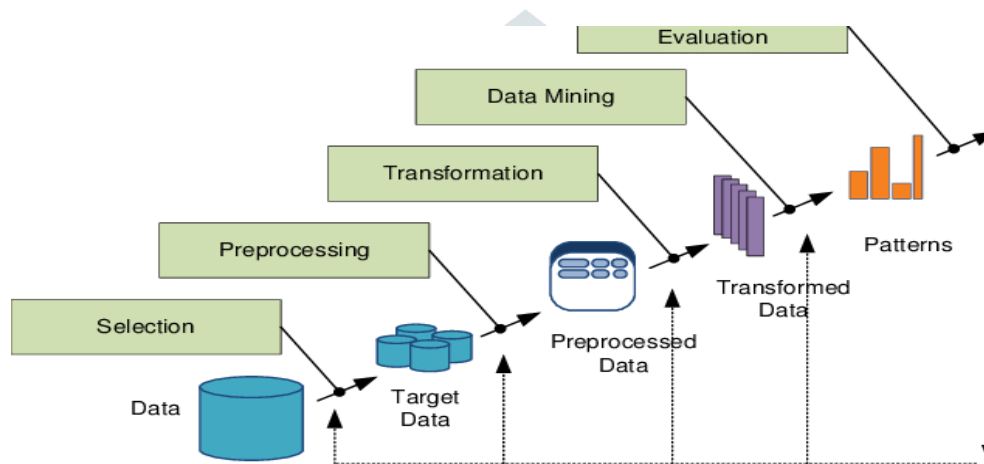 Evaluation
Data Mining
Transformation
Preprocessing
Selection
Patterns
Transformed
Data
Preprocessed
Data
Target
Data
Data